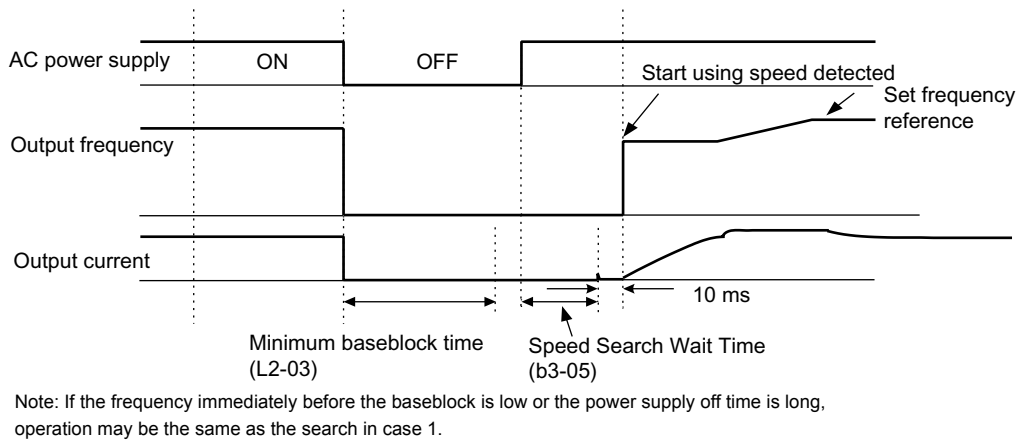 AC power supply
ON
OFF
Start using speed detected
Set frequency
reference
Output frequency
Output current
10 ms
Minimum baseblock time
(L2-03)
Speed Search Wait Time
(b3-05)
Note: If the frequency immediately before the baseblock is low or the power supply off time is long,
operation may be the same as the search in case 1.